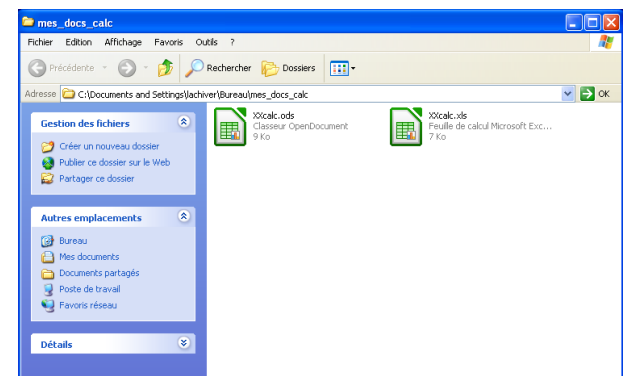 mes_docs_calc
Fichier Edition Affichage Favoris Outils ?
Précédente Rechercher Dossiers
Adresse C:\Documents and Settings\lachiver\Bureau\mes_docs_calc OK
Gestion des fichiers
Créer un nouveau dossier
Publier ce dossier sur le Web
Partager ce dossier
Autres emplacements
Bureau
Mes documents
Documents partagés
Poste de travail
Favoris réseau
Détails
XXcalc.ods
Classeur OpenDocument
9 Ko
XXcalc.xls
Feuille de calcul Microsoft Exc...
7 Ko